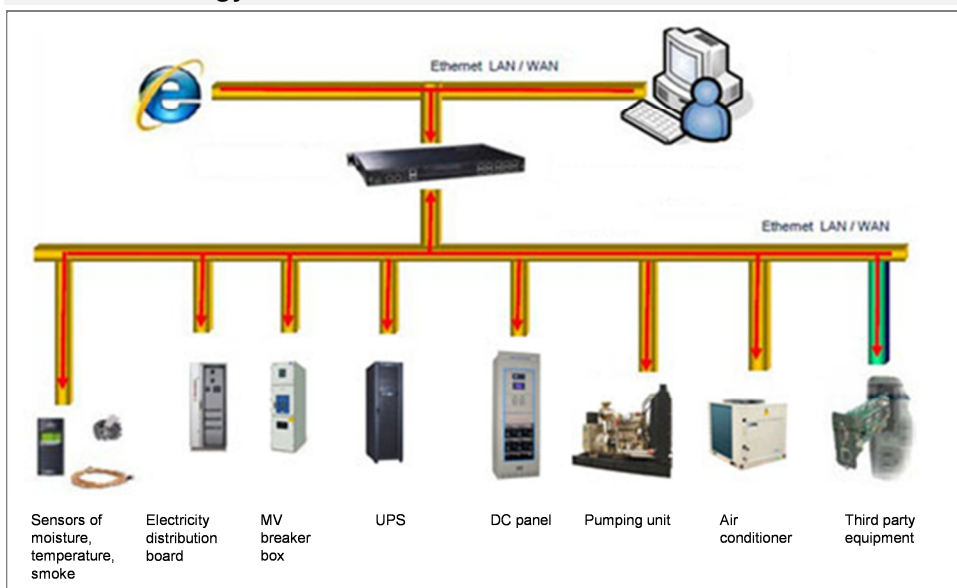 Ethernet LAN / WAN
Ethernet LAN / WAN
Sensors of
moisture,
temperature,
smoke
Electricity
distribution
board
MV
breaker
box
UPS
DC panel
Pumping unit
Air
conditioner
Third party
equipment